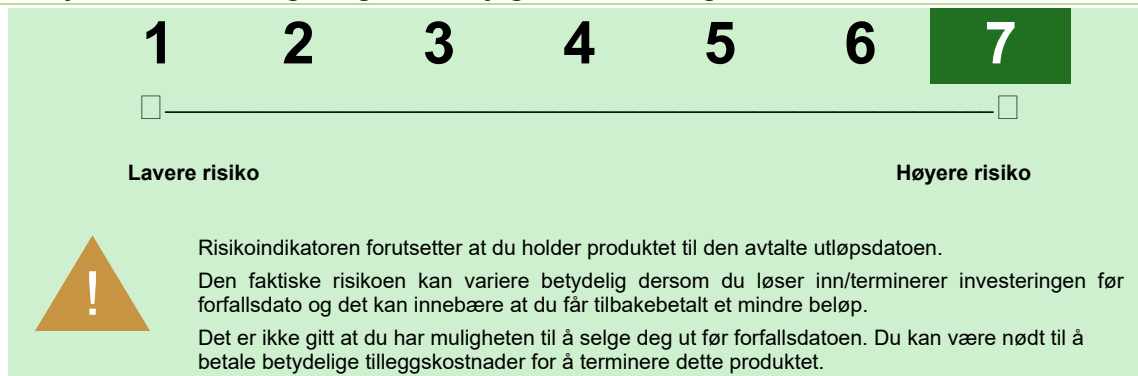 1 2 3 4 5 6 7
Lavere risiko Høyere risiko
!
Risikoindikatoren forutsetter at du holder produktet til den avtalte utløpsdatoen.
Den faktiske risikoen kan variere betydelig dersom du løser inn/terminerer investeringen før
forfallsdato og det kan innebære at du får tilbakebetalt et mindre beløp.
Det er ikke gitt at du har muligheten til å selge deg ut før forfallsdatoen. Du kan være nødt til å
betale betydelige tilleggskostnader for å terminere dette produktet.